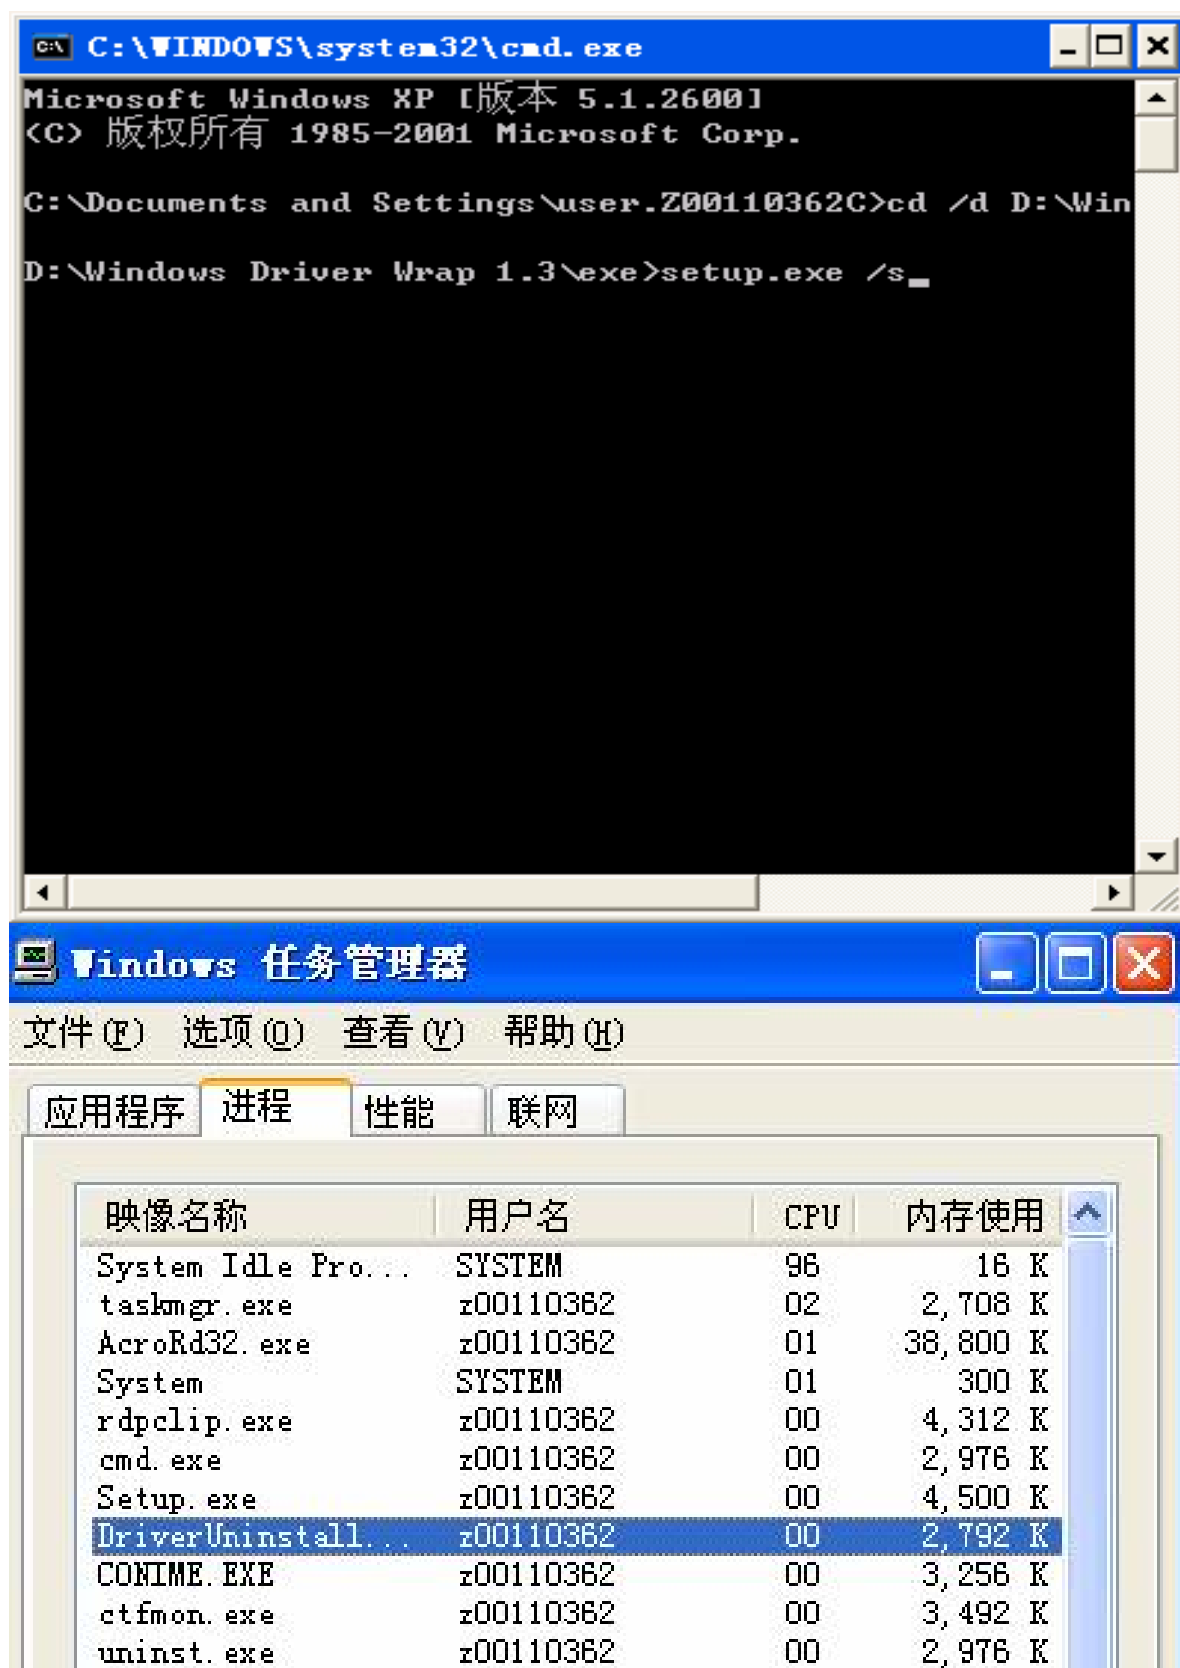 C:\WINDOWS\system32\cmd.exe
Microsoft Windows XP [版本 5.1.2600]
(C) 版权所有 1985-2001 Microsoft Corp.
C:\Documents and Settings\user.Z00110362C>cd /d D:\Win
D:\Windows Driver Wrap 1.3\exe>setup.exe /s_
Windows 任务管理器
文件(F) 选项(O) 查看(V) 帮助(H)
应用程序 进程 性能 联网
映像名称 用户名 CPU 内存使用
System Idle Pro... SYSTEM 96 16 K
taskmgr.exe z00110362 02 2,708 K
AcroRd32.exe z00110362 01 38,800 K
System SYSTEM 01 300 K
rdpclip.exe z00110362 00 4,312 K
cmd.exe z00110362 00 2,976 K
Setup.exe z00110362 00 4,500 K
DriverUninstall... z00110362 00 2,792 K
CONIME.EXE z00110362 00 3,256 K
ctfmon.exe z00110362 00 3,492 K
uninst.exe z00110362 00 2,976 K